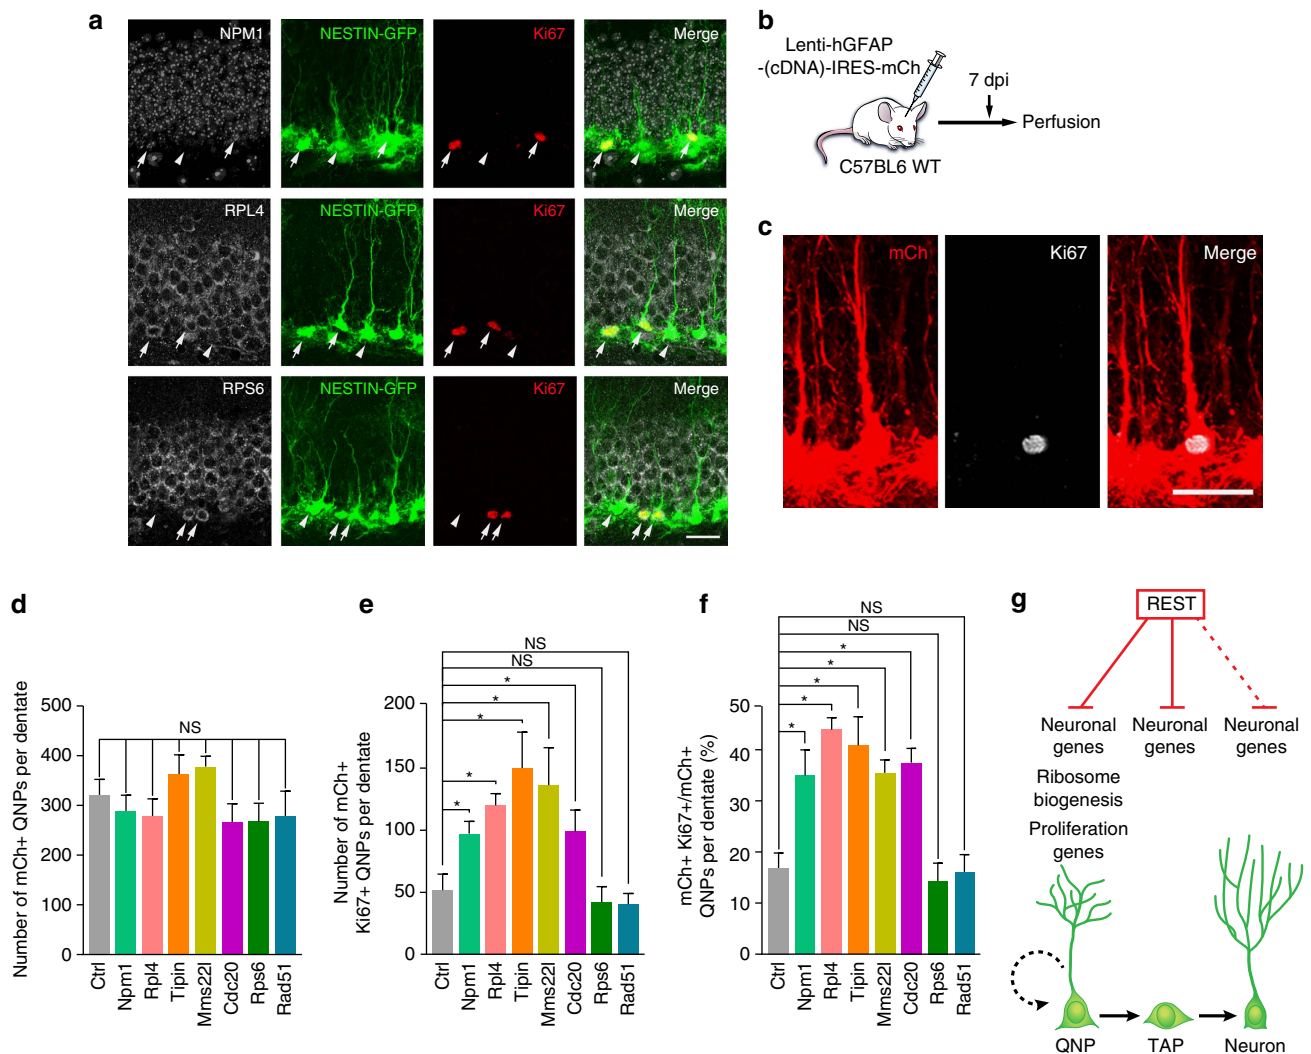 a
NPM1
NESTIN-GFP
Ki67
Merge
RPL4
NESTIN-GFP
Ki67
Merge
RPS6
NESTIN-GFP
Ki67
Merge
b
Lenti-hGFAP
-(cDNA)-IRES-mCh
7 dpi
Perfusion
C57BL6 WT
c
mCh
Ki67
Merge
d
Number of mCh+ QNPs per dentate
500
400
300
200
100
0
NS
Ctrl
Npm1
Rpl4
Tipin
Mms22l
Cdc20
Rps6
Rad51
e
Number of mCh+
Ki67+ QNPs per dentate
200
150
100
50
0
NS
NS
*
*
*
*
*
Ctrl
Npm1
Rpl4
Tipin
Mms22l
Cdc20
Rps6
Rad51
f
mCh+ Ki67+/mCh+
QNPs per dentate (%)
50
40
30
20
10
0
NS
NS
*
*
*
*
*
Ctrl
Npm1
Rpl4
Tipin
Mms22l
Cdc20
Rps6
Rad51
g
REST
Neuronal
genes
Neuronal
genes
Neuronal
genes
Ribosome
biogenesis
Proliferation
genes
QNP
TAP
Neuron